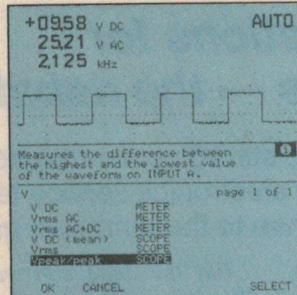 +09.58 V DC AUTO
25.21 V AC
2.125 kHz
Measures the difference between
the highest and the lowest value
of the waveform on INPUT A.
V page 1 of 1
V DC METER
Vrms AC METER
Vrms AC+DC METER
V DC (mean) SCOPE
Vrms SCOPE
Vpeak/peak SCOPE
OK CANCEL SELECT